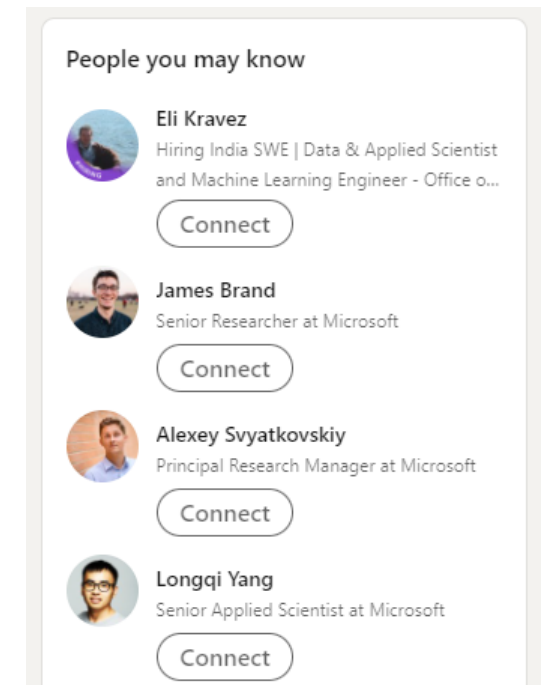 People you may know
Eli Kravez
Hiring India SWE | Data & Applied Scientist
and Machine Learning Engineer - Office o...
Connect
James Brand
Senior Researcher at Microsoft
Connect
Alexey Svyatkovskiy
Principal Research Manager at Microsoft
Connect
Longqi Yang
Senior Applied Scientist at Microsoft
Connect